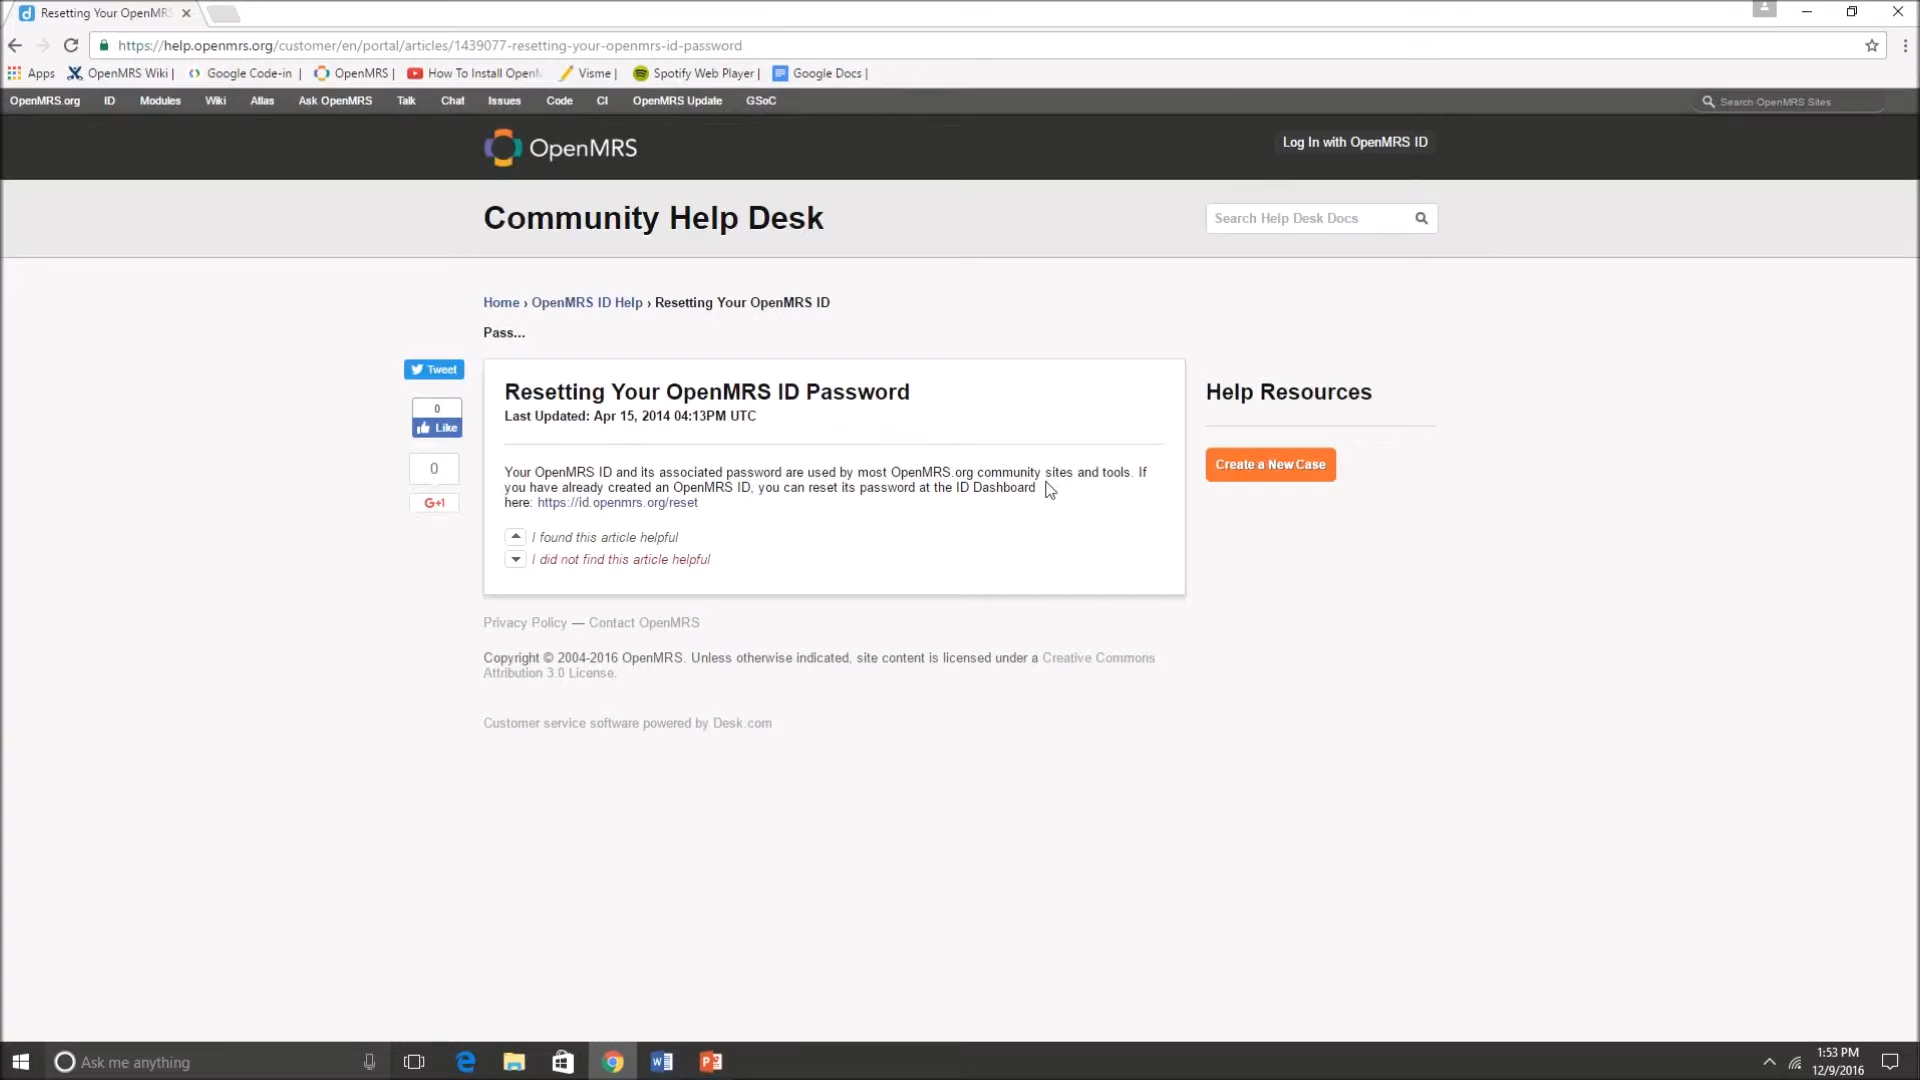 Resetting Your OpenMRS
https://help.openmrs.org/customer/en/portal/articles/1439077-resetting-your-openmrs-id-password
Apps OpenMRS Wiki | Google Code-in | OpenMRS | How To Install OpenM Visme | Spotify Web Player | Google Docs |
OpenMRS.org ID Modules Wiki Atlas Ask OpenMRS Talk Chat Issues Code CI OpenMRS Update GSoC Search OpenMRS Sites
OpenMRS Log In with OpenMRS ID
Community Help Desk Search Help Desk Docs
Home › OpenMRS ID Help › Resetting Your OpenMRS ID
Pass...
Tweet
0
Like
0
G+1
Resetting Your OpenMRS ID Password
Last Updated: Apr 15, 2014 04:13PM UTC
Your OpenMRS ID and its associated password are used by most OpenMRS.org community sites and tools. If
you have already created an OpenMRS ID, you can reset its password at the ID Dashboard
here: https://id.openmrs.org/reset
I found this article helpful
I did not find this article helpful
Help Resources
Create a New Case
Privacy Policy — Contact OpenMRS
Copyright © 2004-2016 OpenMRS. Unless otherwise indicated, site content is licensed under a Creative Commons
Attribution 3.0 License.
Customer service software powered by Desk.com
Ask me anything
1:53 PM
12/9/2016